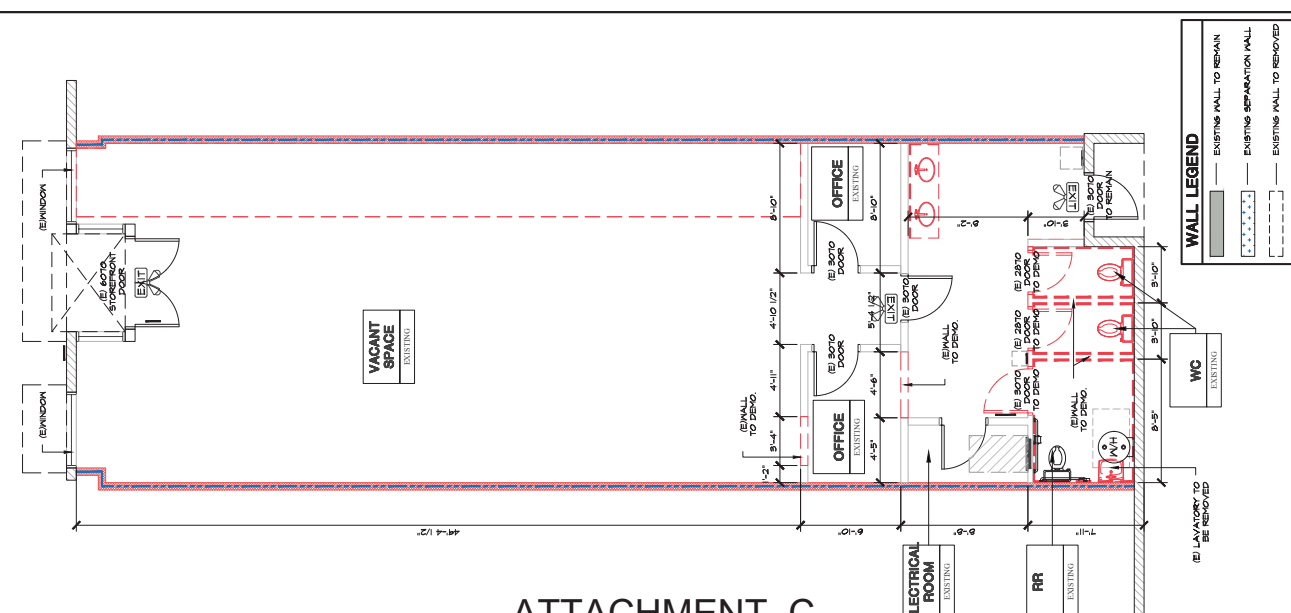 (E)WINDOW
(E) 6070
STOREFRONT
DOOR
EXIT
(E)WINDOW
VACANT
SPACE
EXISTING
49'-4 1/2"
8'-10"
4'-10 1/2"
4'-11"
3'-4"
1'-2"
(E)WALL
TO DEMO.
OFFICE
EXISTING
(E) 3070
DOOR
(E) 3070
DOOR
OFFICE
EXISTING
6'-10"
8'-10"
5'-4 1/2"
4'-6"
4'-5"
EXIT
(E) 3070
DOOR
(E)WALL
TO DEMO.
9'-2"
3'-10"
8'-8"
7'-11"
(E) 2870
DOOR
TO DEMO
(E) 2870
DOOR
TO DEMO
(E) 3070
DOOR
TO DEMO
EXIT
(E) 3070
DOOR
TO REMAIN
(E)WALL
TO DEMO.
H/W
3'-10"
3'-10"
8'-5"
WC
EXISTING
(E) LAVATORY TO
BE REMOVED
ELECTRICAL
ROOM
EXISTING
RR
EXISTING
WALL LEGEND
EXISTING WALL TO REMAIN
EXISTING SEPARATION WALL
EXISTING WALL TO REMOVED
ATTACHMENT C